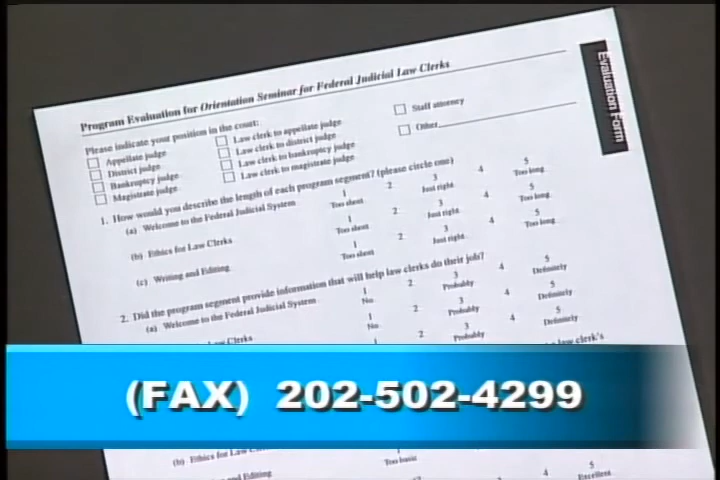 Evaluation Form
Program Evaluation for Orientation Seminar for Federal Judicial Law Clerks
Please indicate your position in the court:
Appellate judge
District judge
Bankruptcy judge
Magistrate judge
Law clerk to appellate judge
Law clerk to district judge
Law clerk to bankruptcy judge
Law clerk to magistrate judge
Staff attorney
Other
1. How would you describe the length of each program segment? (please circle one)
(a) Welcome to the Federal Judicial System 1 2 3 4 5
Too short Just right Too long
(b) Ethics for Law Clerks 1 2 3 4 5
Too short Just right Too long
(c) Writing and Editing 1 2 3 4 5
Too short Just right Too long
2. Did the program segment provide information that will help law clerks do their job?
(a) Welcome to the Federal Judicial System 1 2 3 4 5
No Probably Definitely
Clerks 1 2 3 4 5
No Probably Definitely
1 2 3 4 5
Probably Definitely
law clerk's
(FAX) 202-502-4299
(b) Ethics for Law
Too basic
and Editing 4 5
Excellent